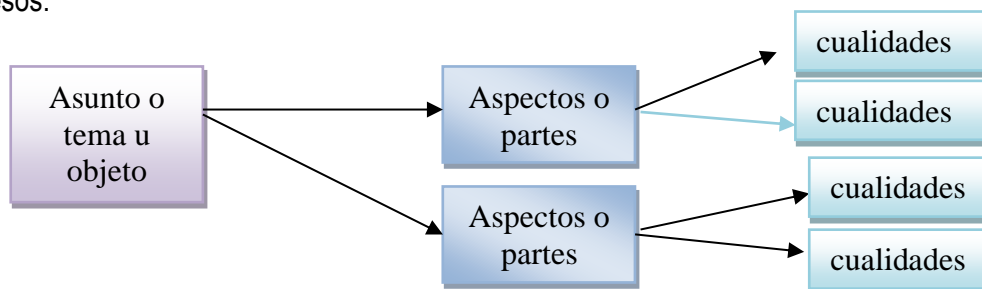 Asunto o
tema u
objeto
Aspectos o
partes
cualidades
cualidades
Aspectos o
partes
cualidades
cualidades